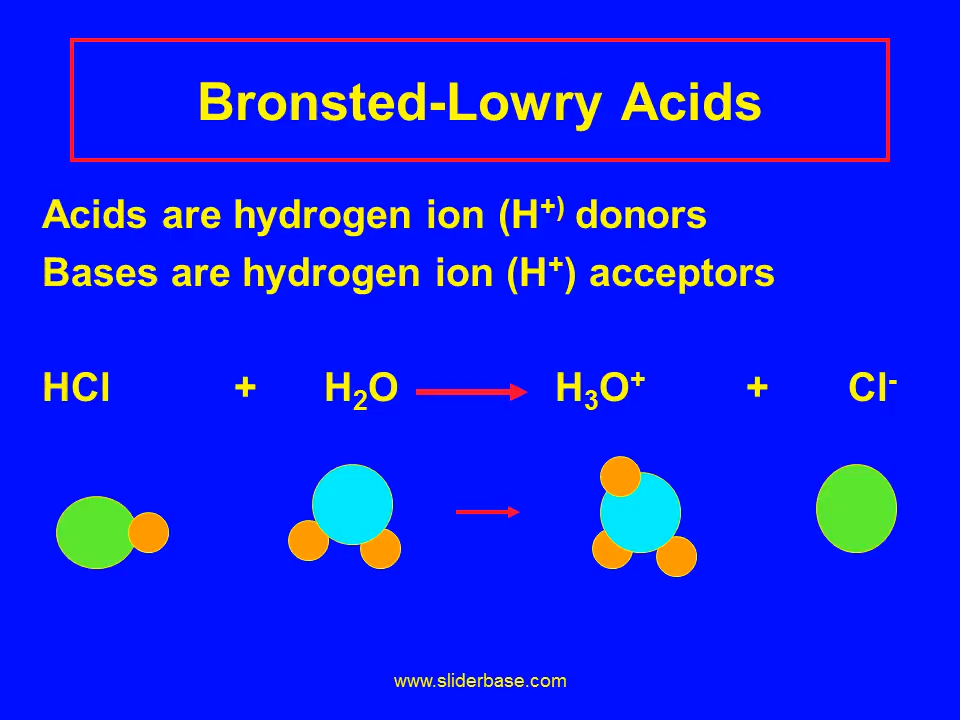 Bronsted-Lowry Acids
Acids are hydrogen ion (H⁺⁾ donors
Bases are hydrogen ion (H⁺) acceptors
HCl + H₂O → H₃O⁺ + Cl⁻
www.sliderbase.com